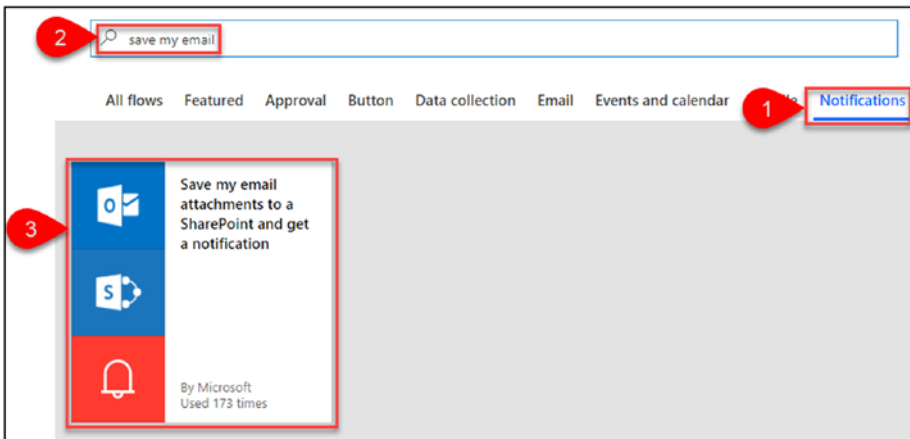 2
save my email
All flows Featured Approval Button Data collection Email Events and calendar Notifications
1
Save my email
attachments to a
SharePoint and get
a notification
3
By Microsoft
Used 173 times